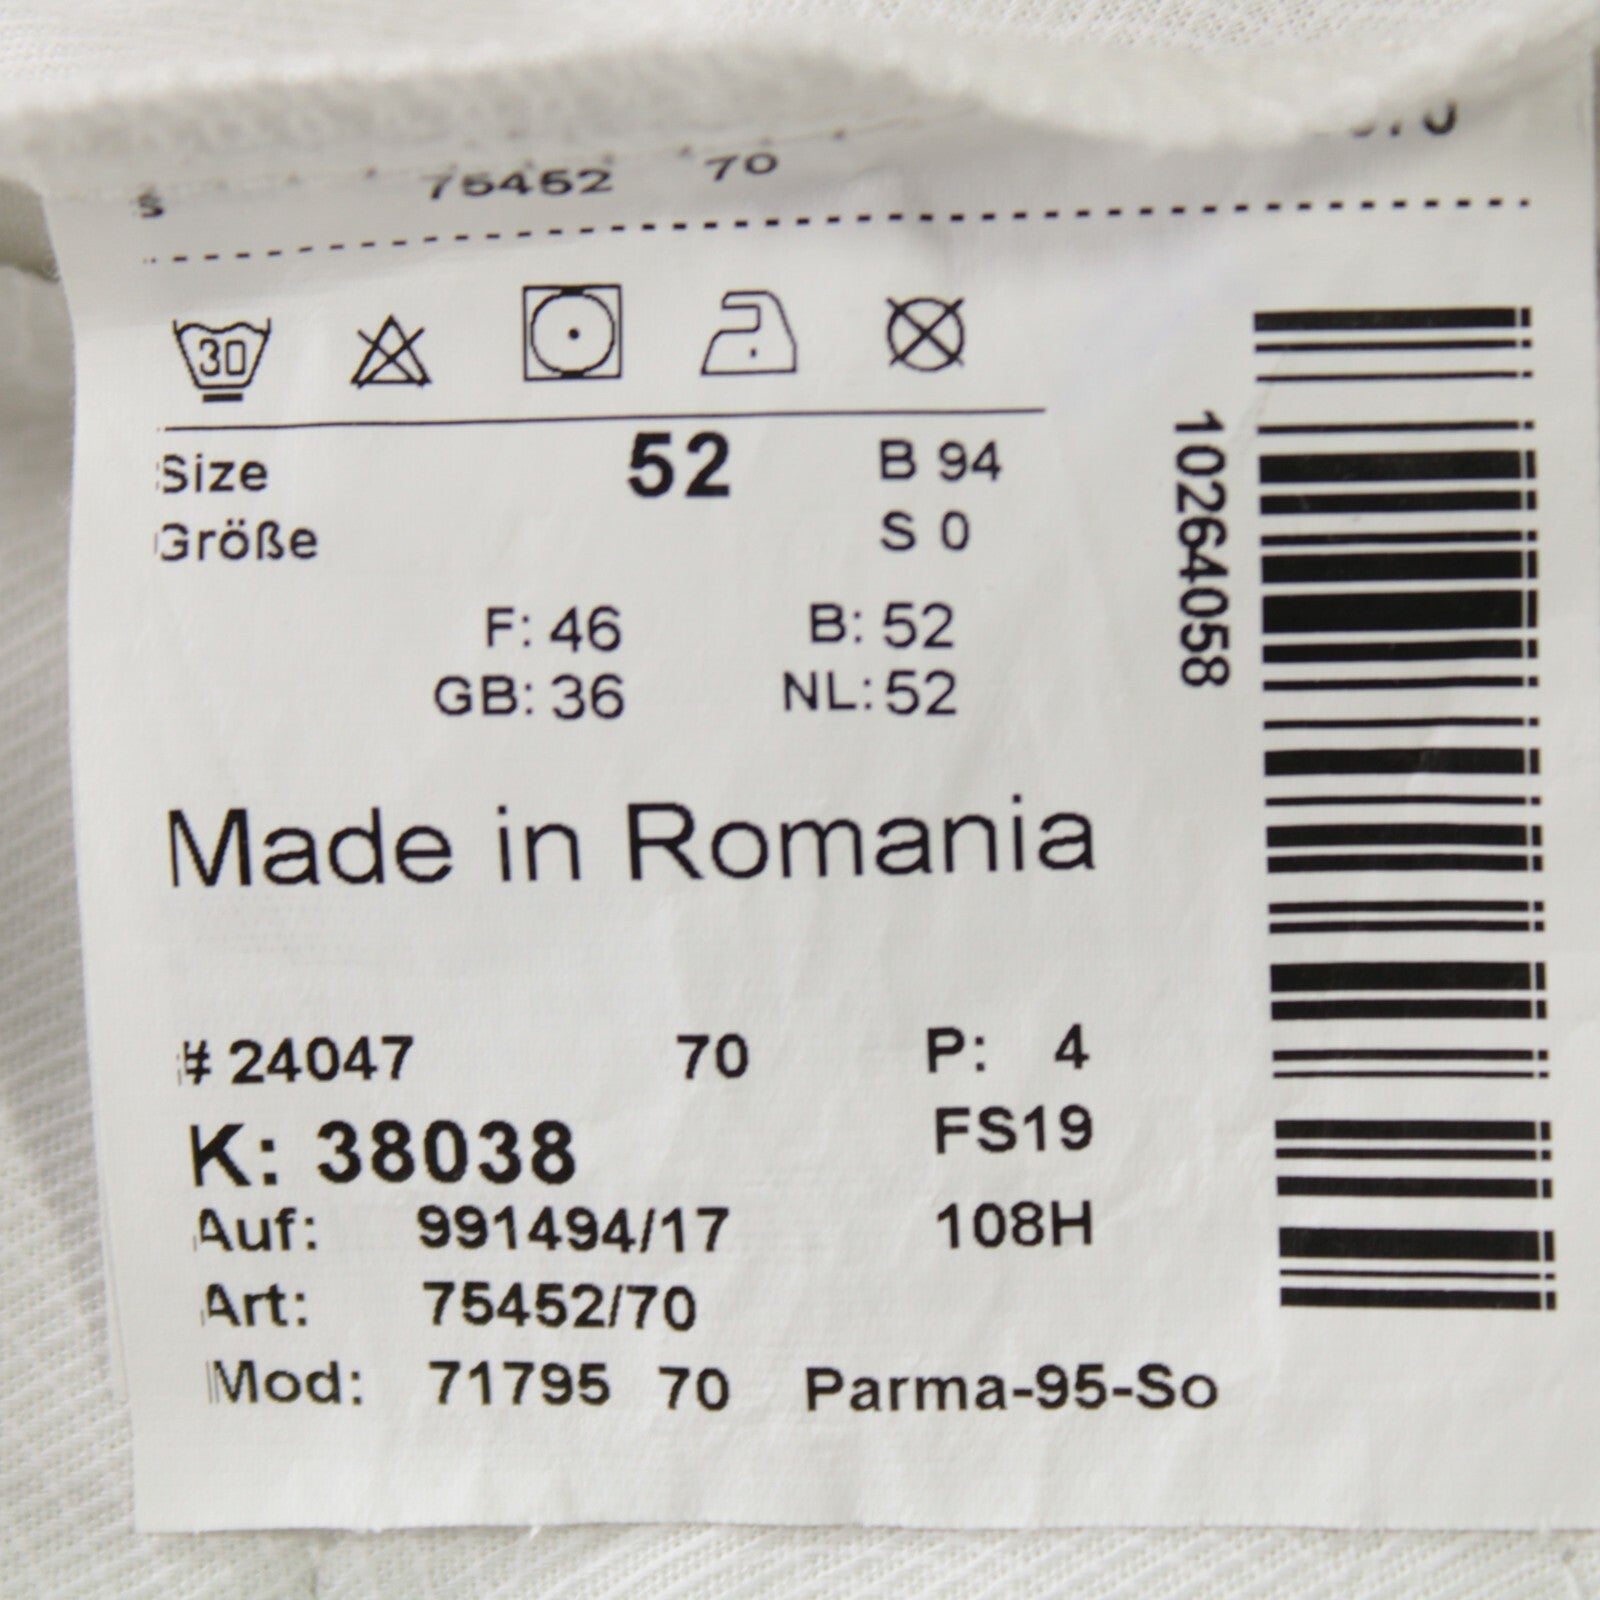 75452 70
30
Size 52 B 94
Größe S 0
F: 46 B: 52
GB: 36 NL: 52
Made in Romania
# 24047 70 P: 4
K: 38038 FS19
Auf: 991494/17 108H
Art: 75452/70
Mod: 71795 70 Parma-95-So
10264058